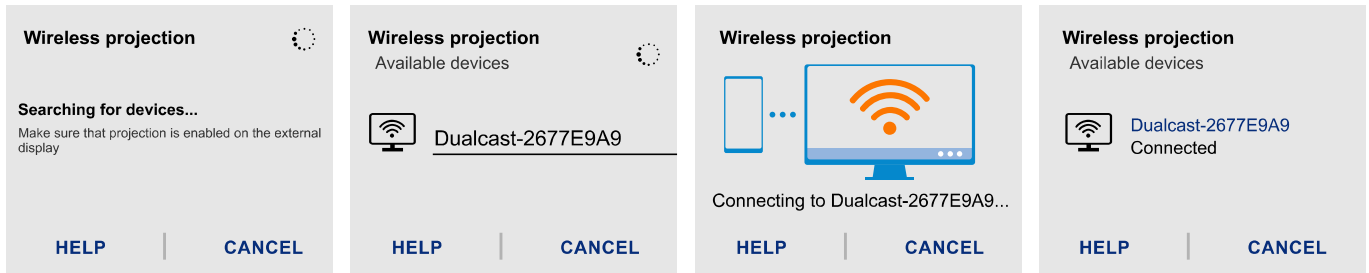 Wireless projection
Searching for devices...
Make sure that projection is enabled on the external
display
HELP
CANCEL
Wireless projection
Available devices
Dualcast-2677E9A9
HELP
CANCEL
Wireless projection
Connecting to Dualcast-2677E9A9...
HELP
CANCEL
Wireless projection
Available devices
Dualcast-2677E9A9
Connected
HELP
CANCEL